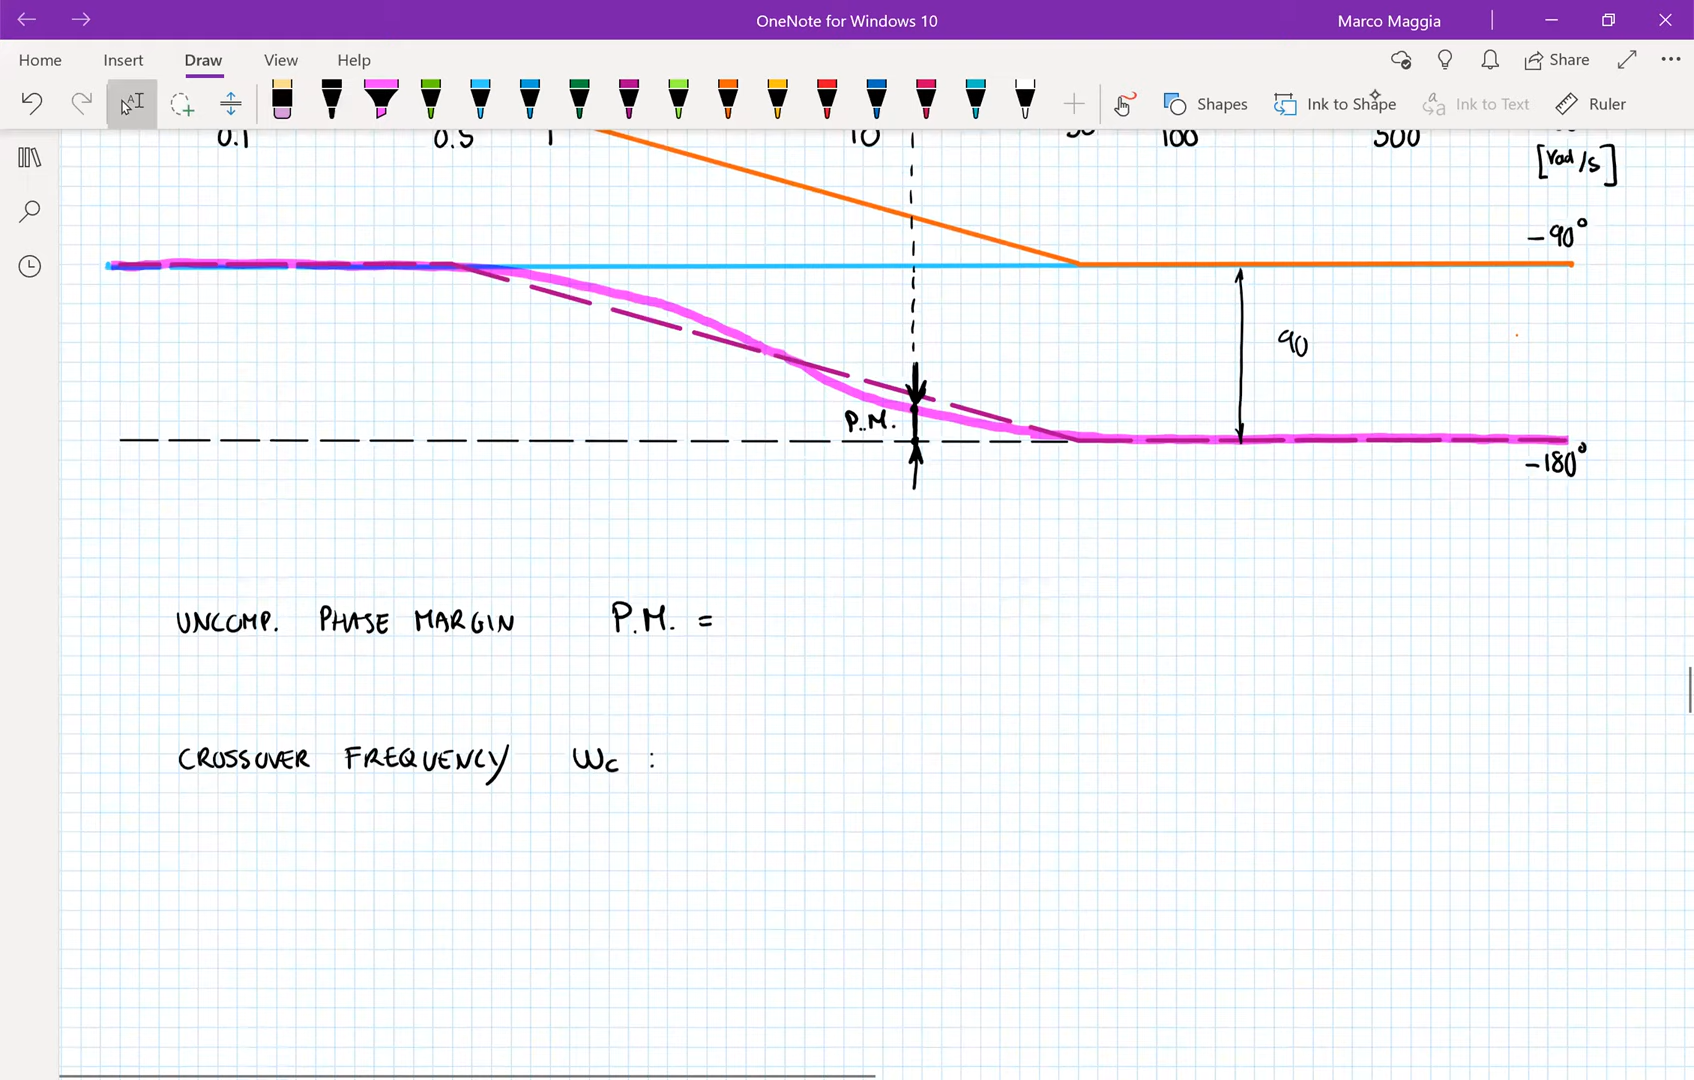 OneNote for Windows 10
Marco Maggia
Home Insert Draw View Help
Share
Shapes Ink to Shape Ink to Text Ruler
0.1 0.5 1 10 100 500
[rad/s]
-90°
90
P.M.
-180°
UNCOMP. PHASE MARGIN P.M. =
CROSSOVER FREQUENCY ωc :